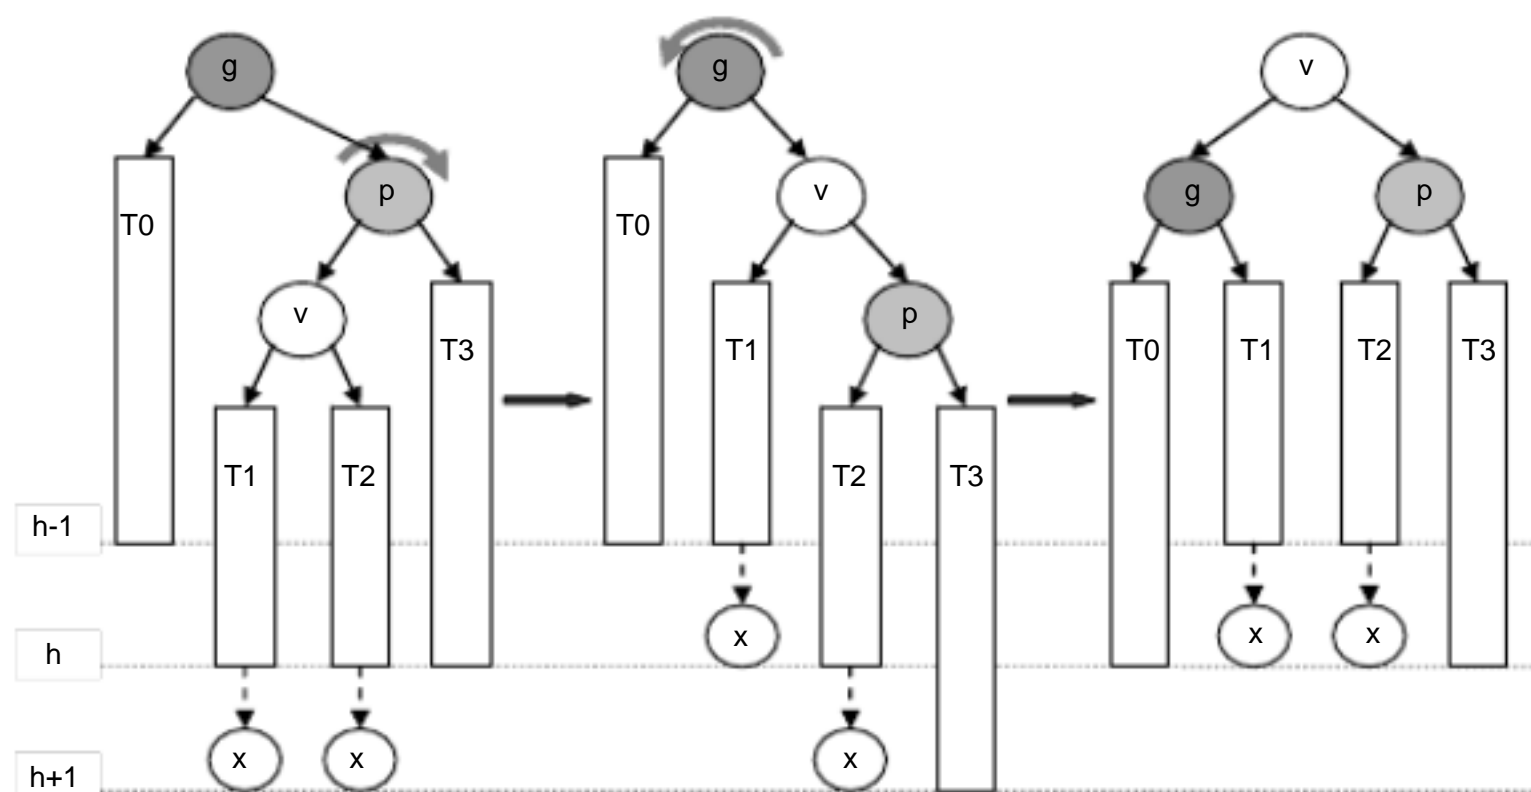 g g v
T0 p T0 v g p
v T3 T1 p T0 T1 T2 T3
T1 T2 T2 T3
h-1
h x x x
h+1 x x x